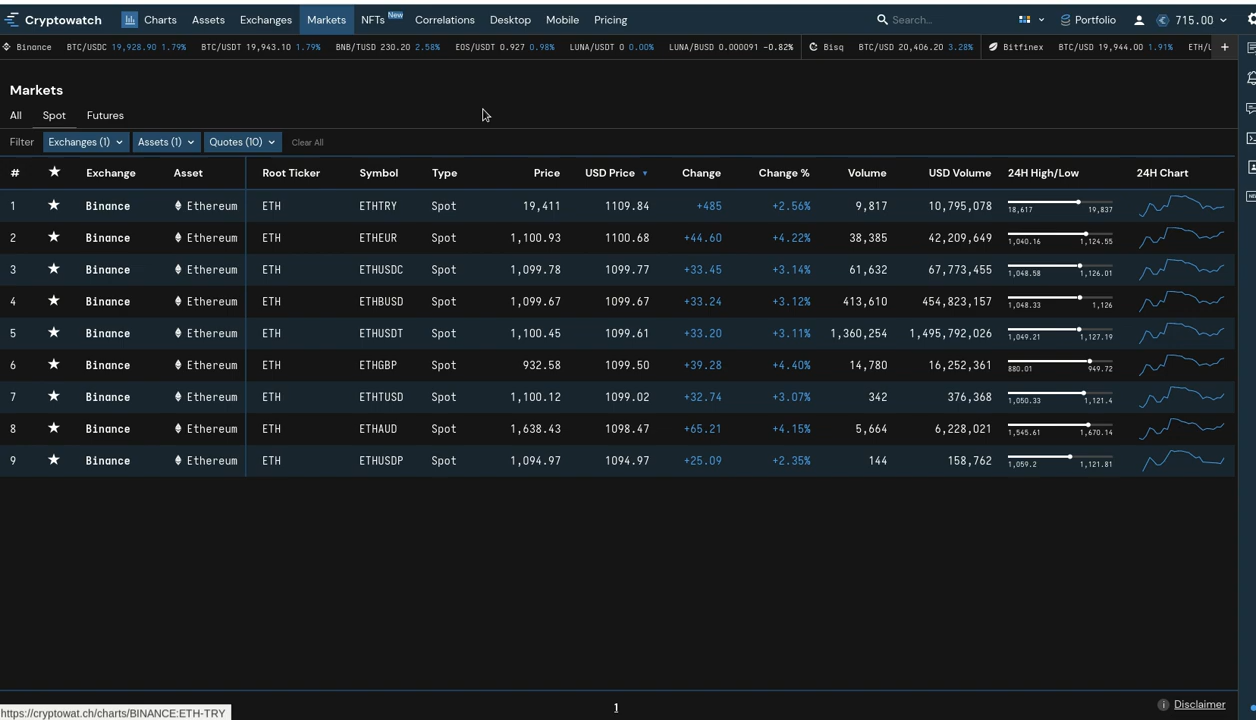 Cryptowatch Charts Assets Exchanges Markets NFTs New Correlations Desktop Mobile Pricing Search... Portfolio 715.00
Binance BTC/USDC 19,928.90 1.79% BTC/USDT 19,943.10 1.79% BNB/TUSD 230.20 2.58% EOS/USDT 0.927 0.98% LUNA/USDT 0 0.00% LUNA/BUSD 0.000091 -0.82% Bisq BTC/USD 20,406.20 3.28% Bitfinex BTC/USD 19,944.00 1.91% +
Markets
All Spot Futures
Filter Exchanges (1) Assets (1) Quotes (10) Clear All
# Exchange Asset Root Ticker Symbol Type Price USD Price Change Change % Volume USD Volume 24H High/Low 24H Chart
1 Binance Ethereum ETH ETHTRY Spot 19,411 1109.84 +485 +2.56% 9,817 10,795,078 18,617 19,837
2 Binance Ethereum ETH ETHEUR Spot 1,100.93 1100.68 +44.60 +4.22% 38,385 42,209,649 1,040.16 1,124.55
3 Binance Ethereum ETH ETHUSDC Spot 1,099.78 1099.77 +33.45 +3.14% 61,632 67,773,455 1,048.58 1,126.01
4 Binance Ethereum ETH ETHBUSD Spot 1,099.67 1099.67 +33.24 +3.12% 413,610 454,823,157 1,048.33 1,126
5 Binance Ethereum ETH ETHUSDT Spot 1,100.45 1099.61 +33.20 +3.11% 1,360,254 1,495,792,026 1,049.21 1,127.19
6 Binance Ethereum ETH ETHGBP Spot 932.58 1099.50 +39.28 +4.40% 14,780 16,252,361 880.01 949.72
7 Binance Ethereum ETH ETHTUSD Spot 1,100.12 1099.02 +32.74 +3.07% 342 376,368 1,050.33 1,121.4
8 Binance Ethereum ETH ETHAUD Spot 1,638.43 1098.47 +65.21 +4.15% 5,664 6,228,021 1,545.61 1,670.14
9 Binance Ethereum ETH ETHUSDP Spot 1,094.97 1094.97 +25.09 +2.35% 144 158,762 1,059.2 1,121.81
1 Disclaimer
https://cryptowat.ch/charts/BINANCE:ETH-TRY